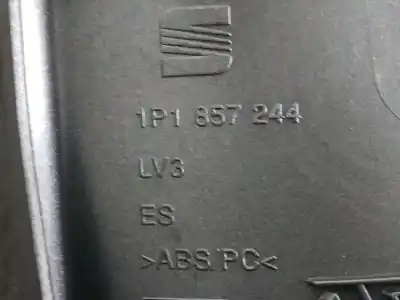 1P1 857 244
LV3
ES
>ABS/PC<